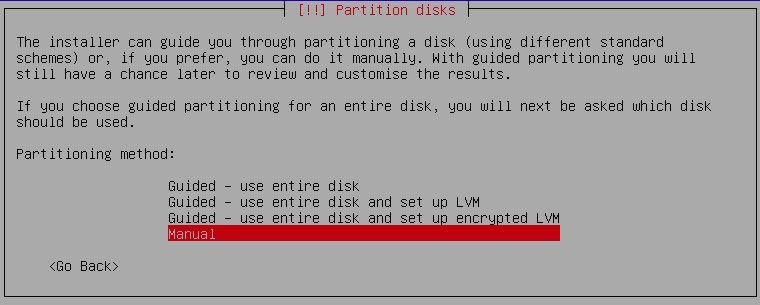 [!!] Partition disks
The installer can guide you through partitioning a disk (using different standard
schemes) or, if you prefer, you can do it manually. With guided partitioning you will
still have a chance later to review and customise the results.
If you choose guided partitioning for an entire disk, you will next be asked which disk
should be used.
Partitioning method:
Guided - use entire disk
Guided - use entire disk and set up LVM
Guided - use entire disk and set up encrypted LVM
Manual
<Go Back>